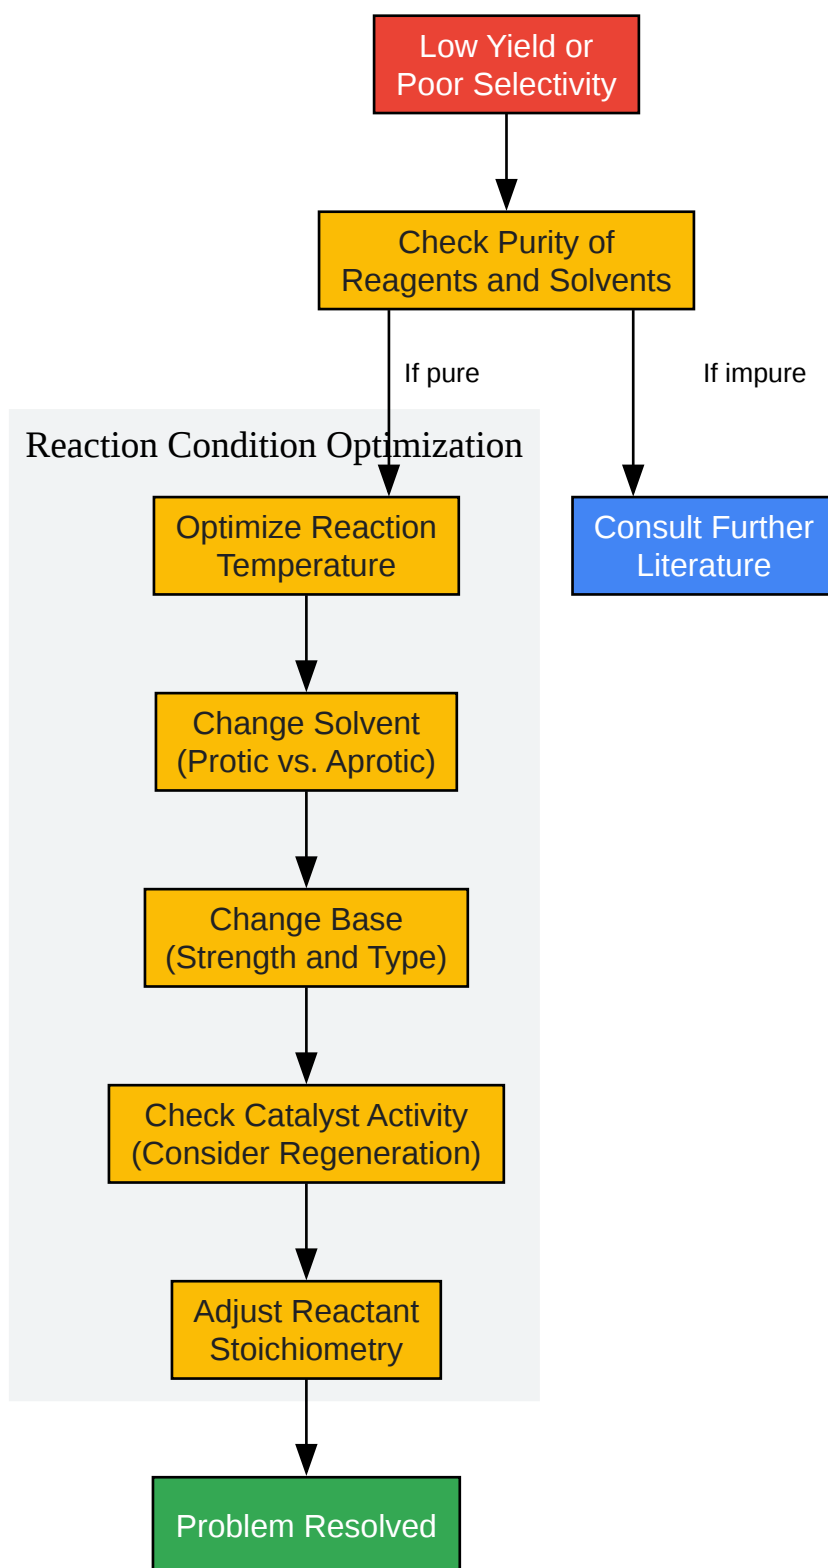 Low Yield or
Poor Selectivity
Check Purity of
Reagents and Solvents
If pure
If impure
Reaction Condition Optimization
Optimize Reaction
Temperature
Consult Further
Literature
Change Solvent
(Protic vs. Aprotic)
Change Base
(Strength and Type)
Check Catalyst Activity
(Consider Regeneration)
Adjust Reactant
Stoichiometry
Problem Resolved